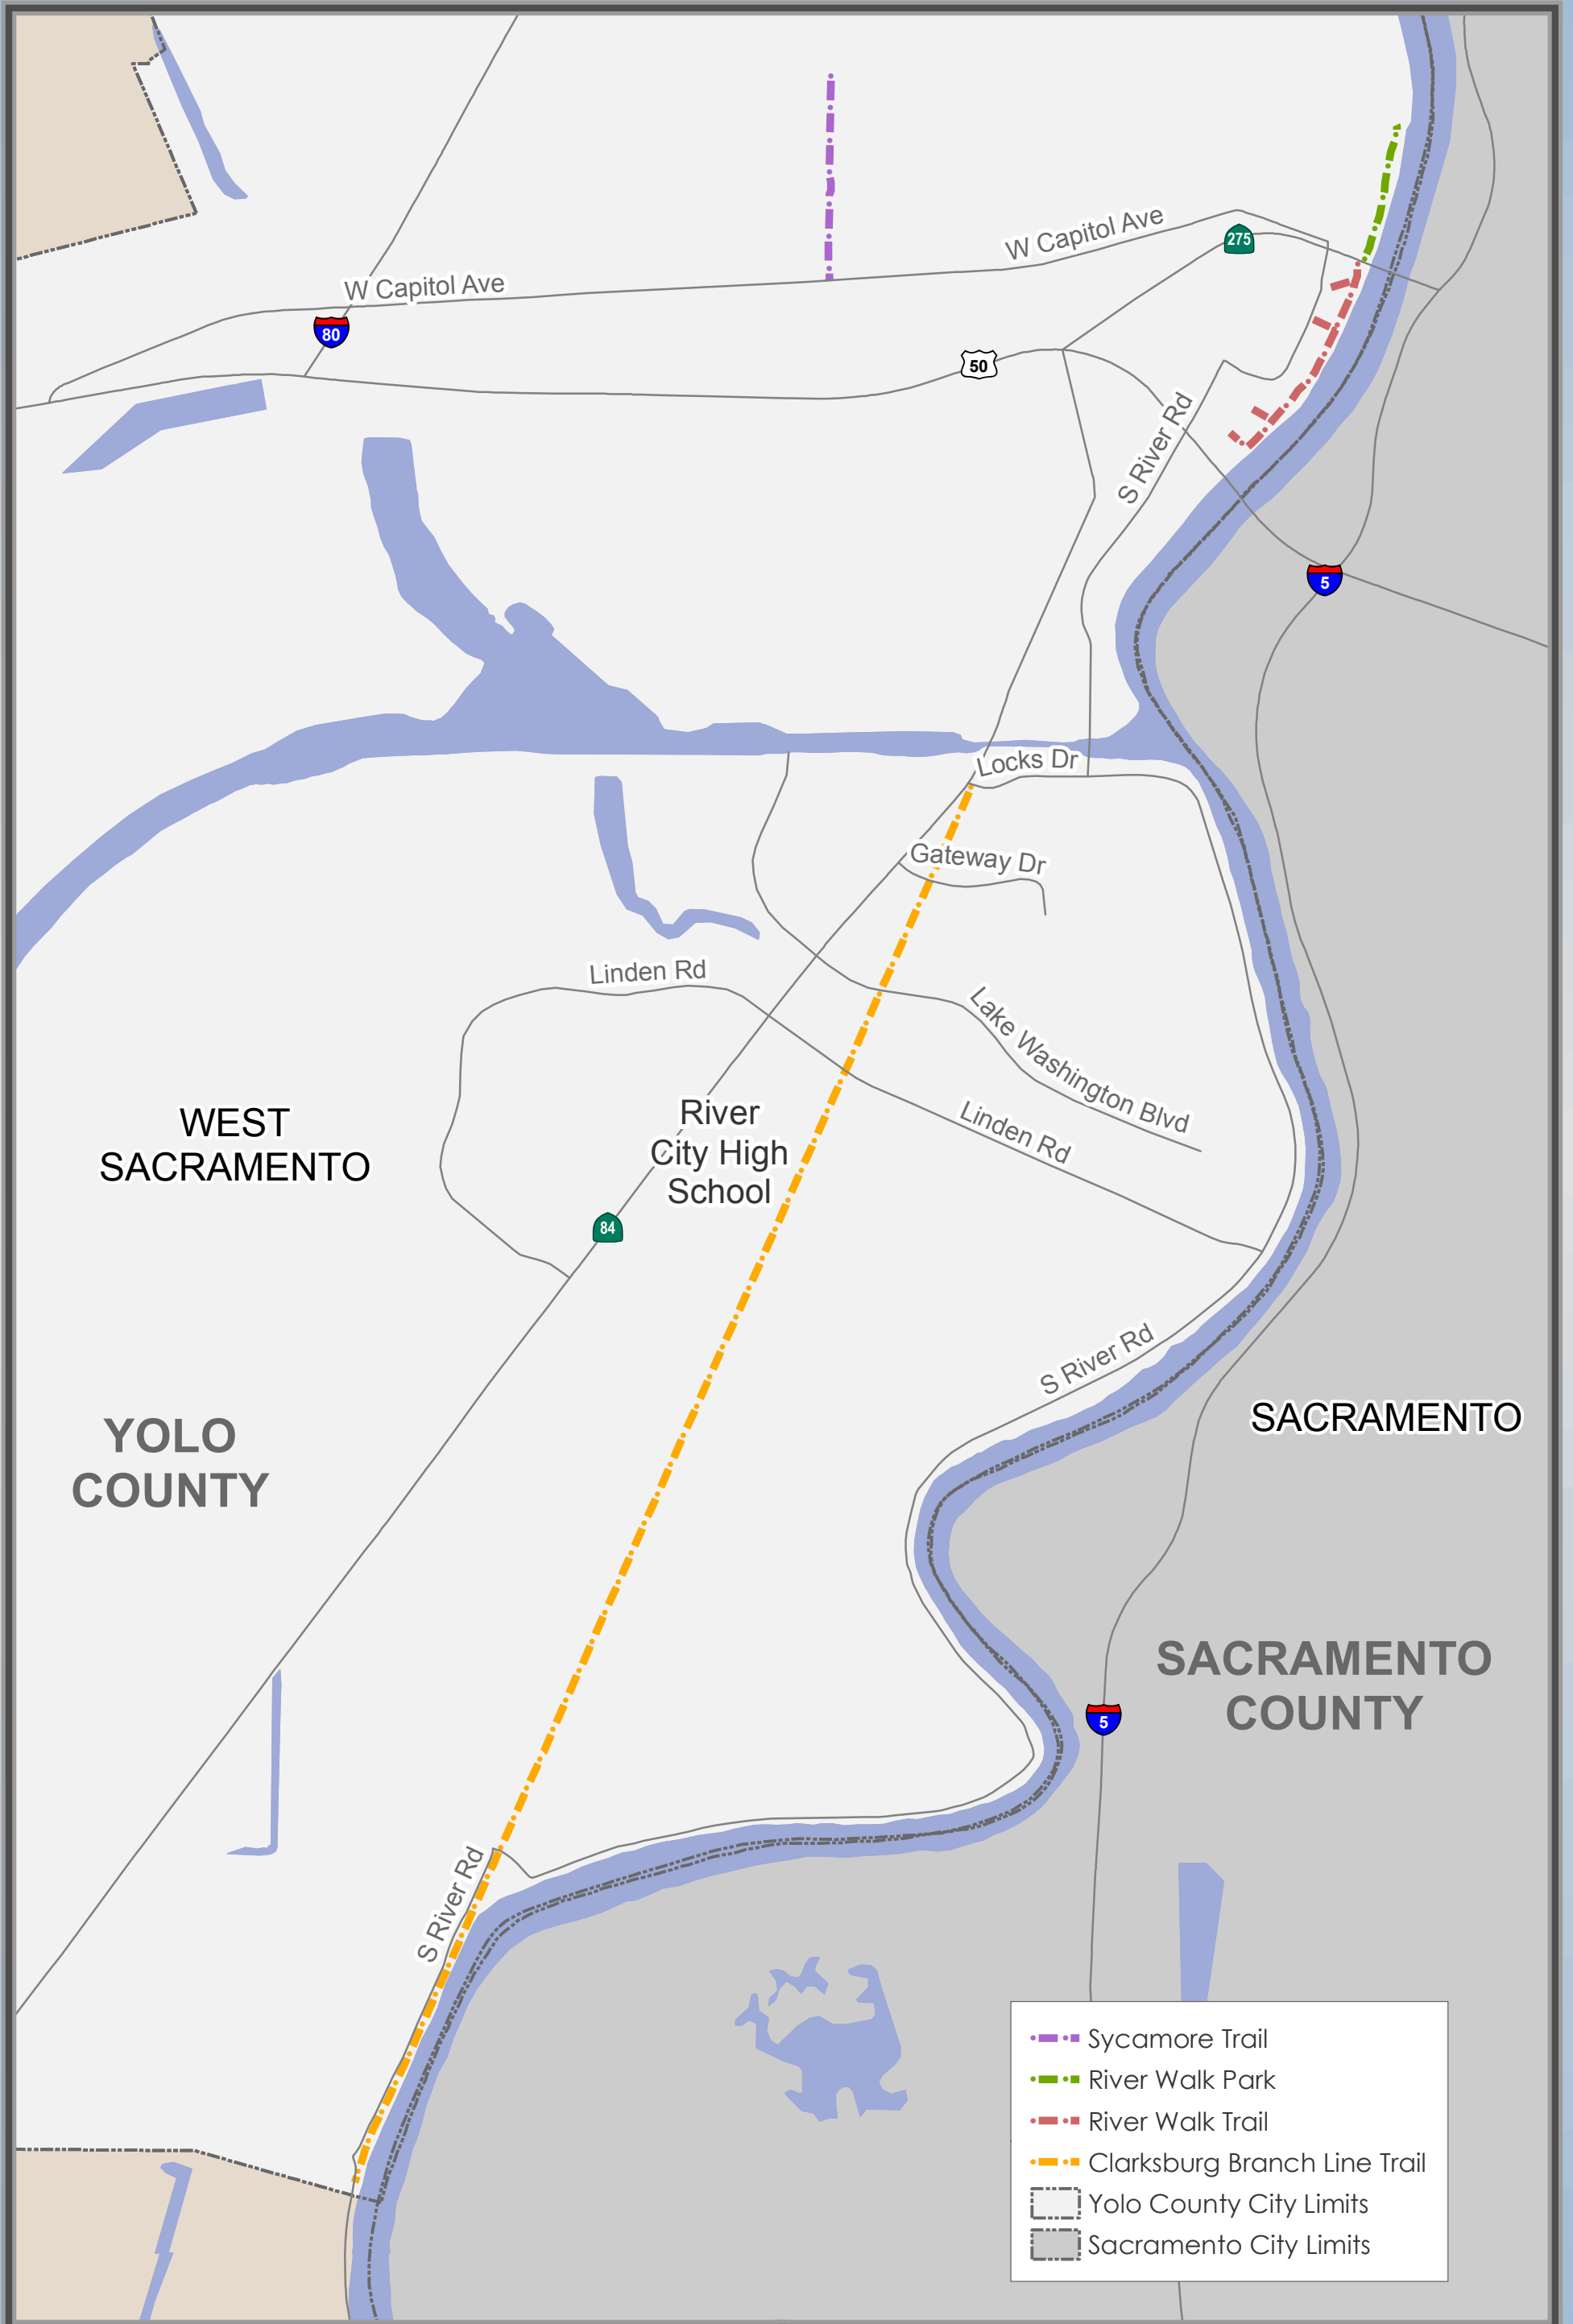 W Capitol Ave
275
W Capitol Ave
80
50
S River Rd
5
Locks Dr
Gateway Dr
Linden Rd
Lake Washington Blvd
Linden Rd
River
City High
School
WEST
SACRAMENTO
84
S River Rd
SACRAMENTO
YOLO
COUNTY
SACRAMENTO
COUNTY
5
S River Rd
Sycamore Trail
River Walk Park
River Walk Trail
Clarksburg Branch Line Trail
Yolo County City Limits
Sacramento City Limits